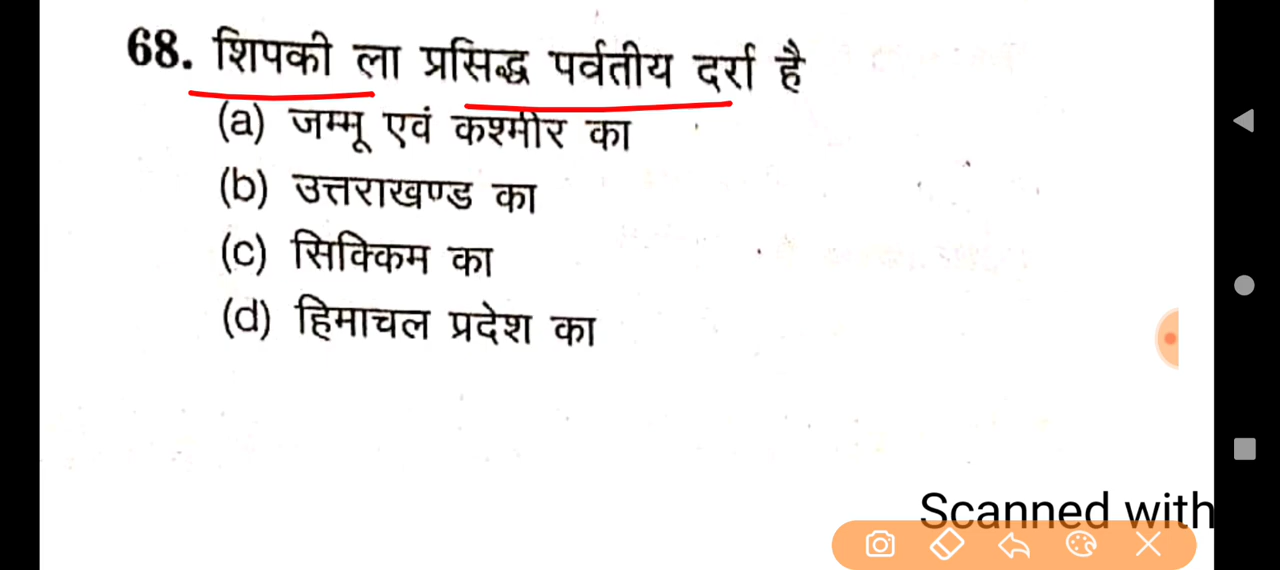 68. शिपकी ला प्रसिद्ध पर्वतीय दर्रा है
(a) जम्मू एवं कश्मीर का
(b) उत्तराखण्ड का
(c) सिक्किम का
(d) हिमाचल प्रदेश का
Scanned with